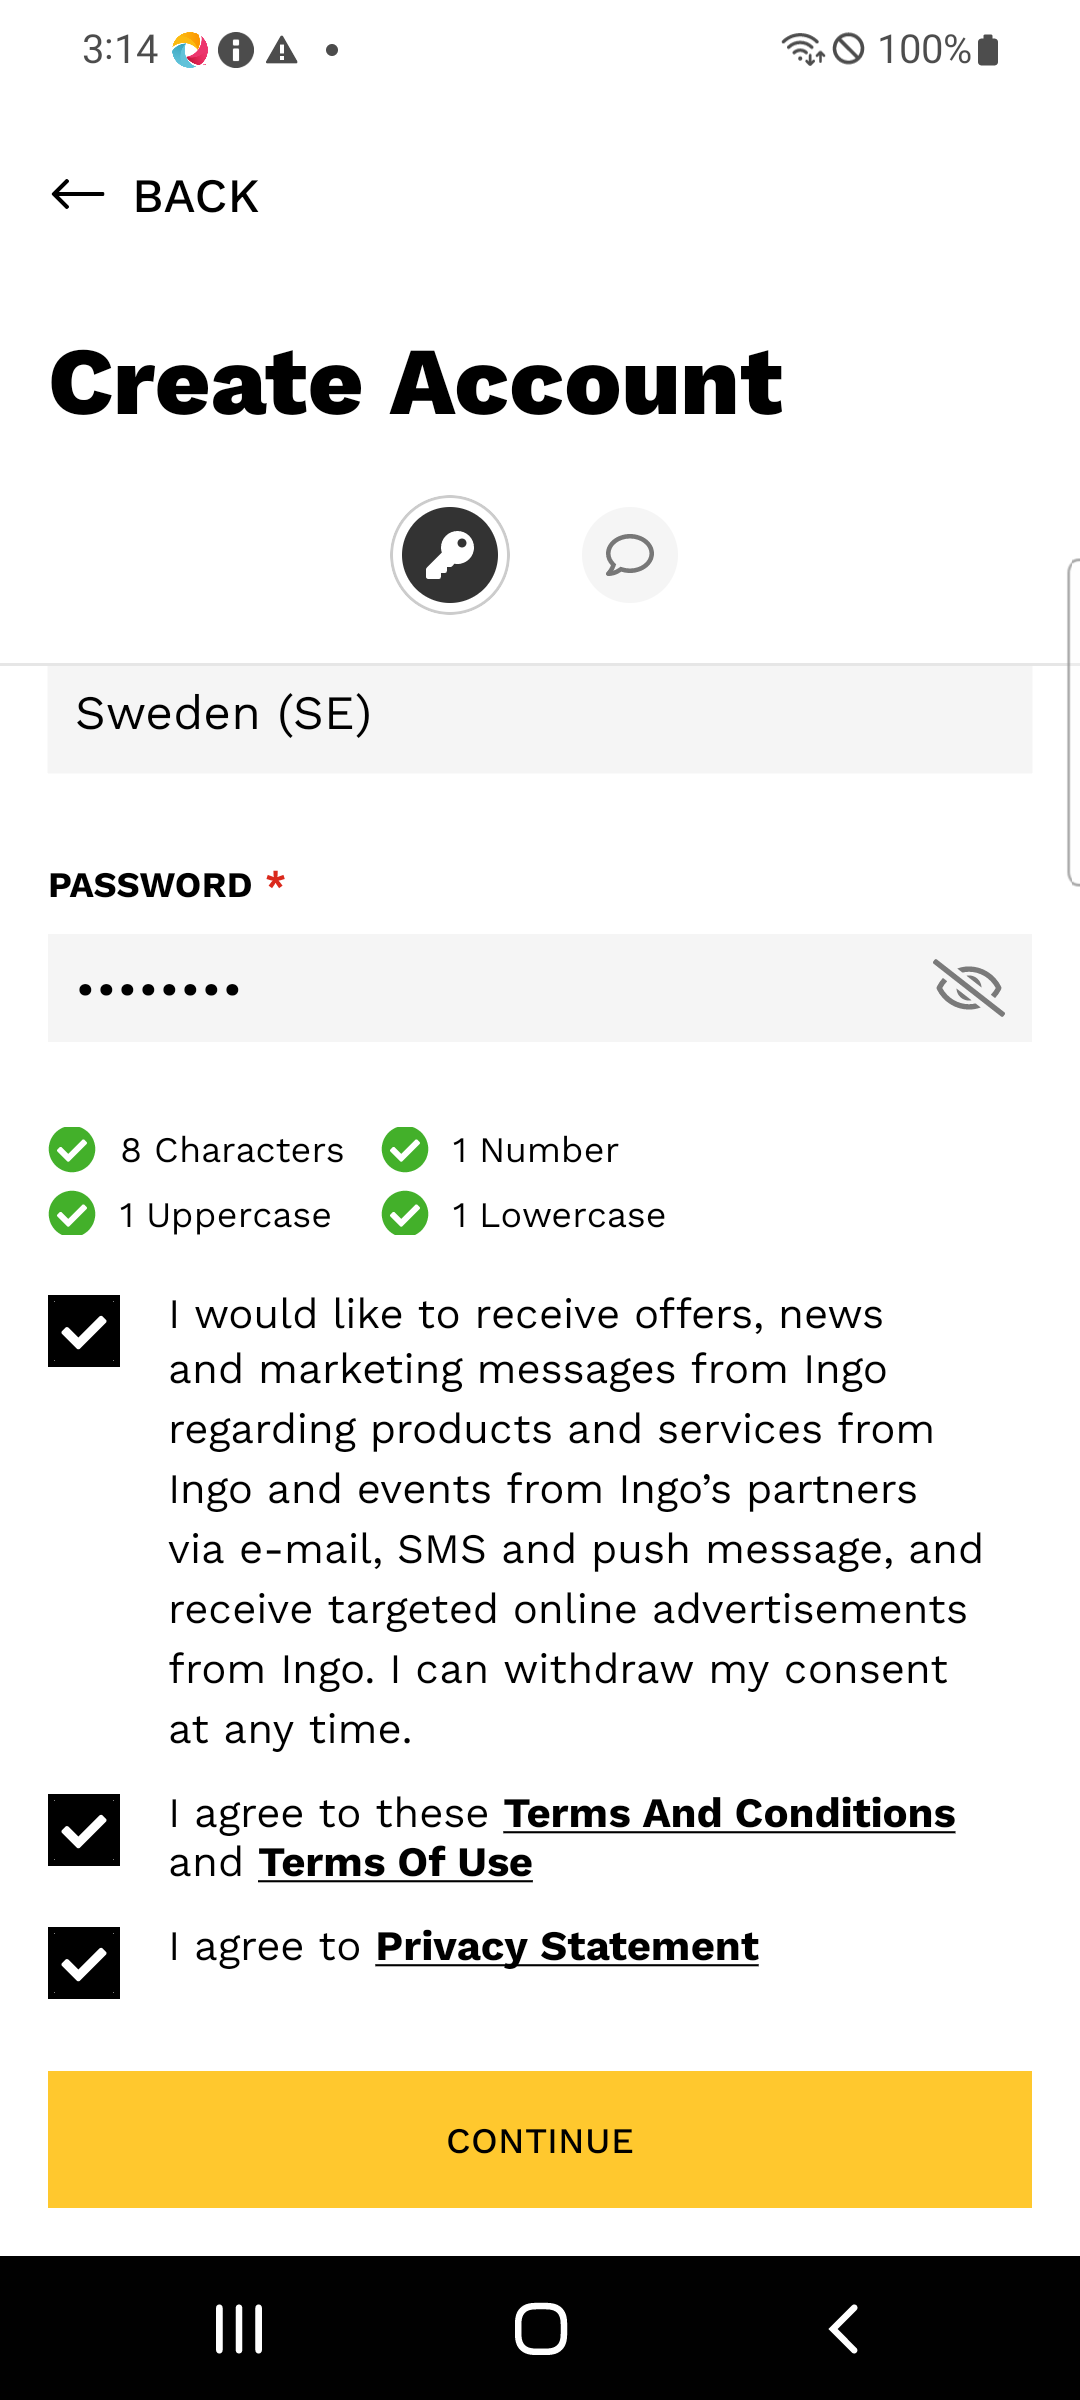 3:14
100%
BACK
Create Account
Sweden (SE)
PASSWORD *
••••••••
8 Characters
1 Number
1 Uppercase
1 Lowercase
I would like to receive offers, news
and marketing messages from Ingo
regarding products and services from
Ingo and events from Ingo’s partners
via e-mail, SMS and push message, and
receive targeted online advertisements
from Ingo. I can withdraw my consent
at any time.
I agree to these Terms And Conditions
and Terms Of Use
I agree to Privacy Statement
CONTINUE